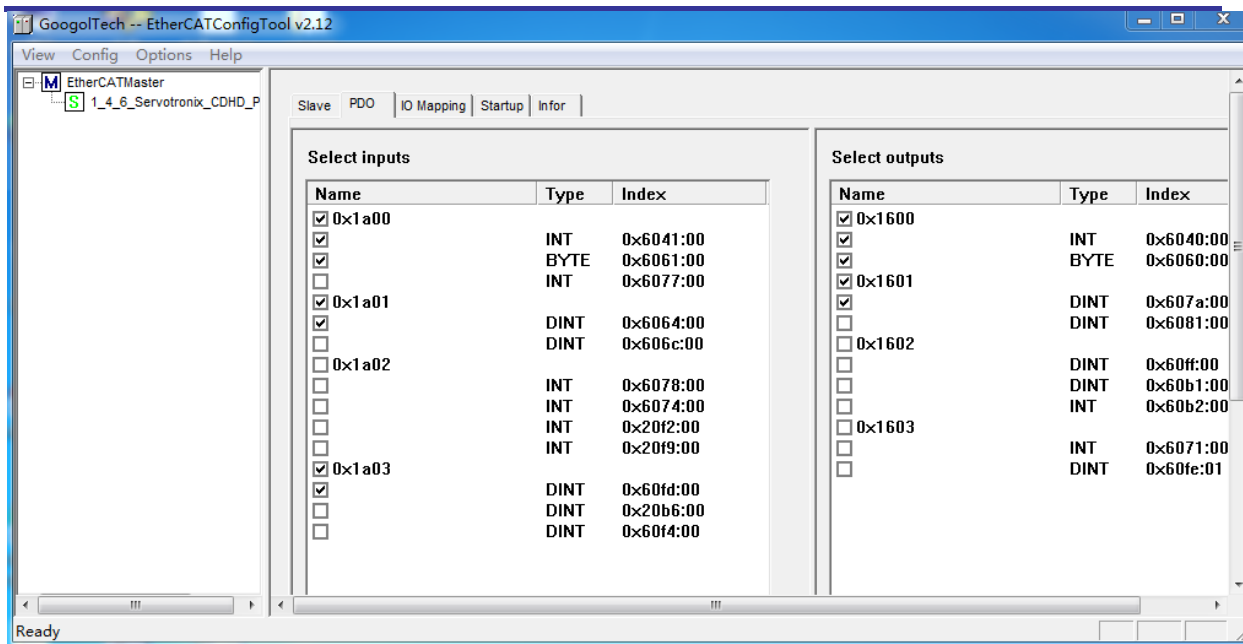 GoogolTech -- EtherCATConfigTool v2.12
View Config Options Help
EtherCATMaster
1_4_6_Servotronix_CDHD_P
Slave PDO IO Mapping Startup Infor
Select inputs
Name Type Index
0x1a00
INT 0x6041:00
BYTE 0x6061:00
INT 0x6077:00
0x1a01
DINT 0x6064:00
DINT 0x606c:00
0x1a02
INT 0x6078:00
INT 0x6074:00
INT 0x20f2:00
INT 0x20f9:00
0x1a03
DINT 0x60fd:00
DINT 0x20b6:00
DINT 0x60f4:00
Select outputs
Name Type Index
0x1600
INT 0x6040:00
BYTE 0x6060:00
0x1601
DINT 0x607a:00
DINT 0x6081:00
0x1602
DINT 0x60ff:00
DINT 0x60b1:00
INT 0x60b2:00
0x1603
INT 0x6071:00
DINT 0x60fe:01
Ready